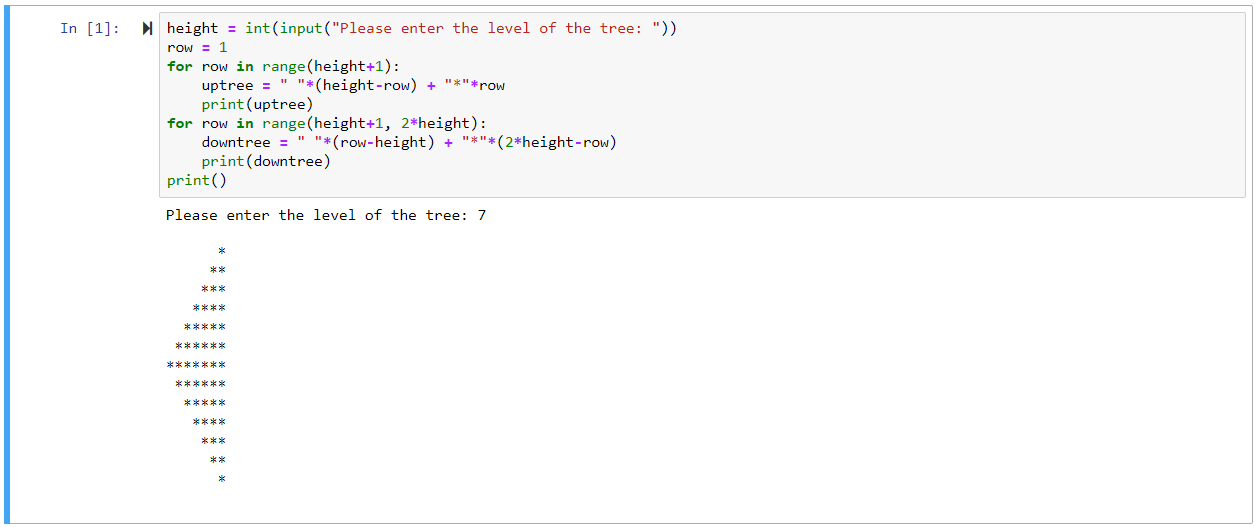 In [1]:
height = int(input("Please enter the level of the tree: "))
row = 1
for row in range(height+1):
    uptree = " "*(height-row) + "*"*row
    print(uptree)
for row in range(height+1, 2*height):
    downtree = " "*(row-height) + "*"*(2*height-row)
    print(downtree)
print()
Please enter the level of the tree: 7
      *
     **
    ***
   ****
  *****
 ******
*******
 ******
  *****
   ****
    ***
     **
      *